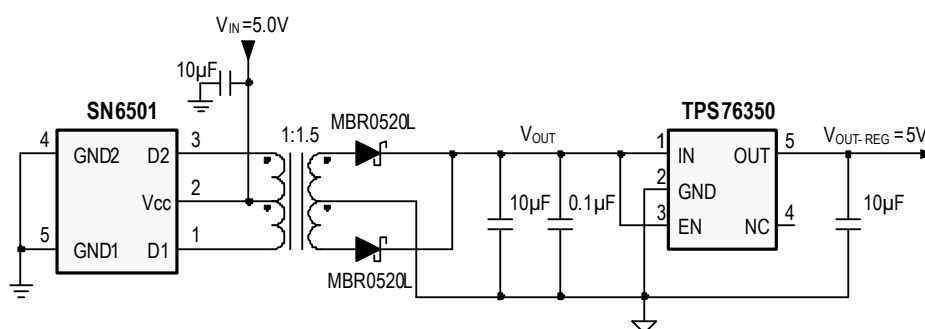 VIN=5.0V
10µF
SN6501
TPS76350
MBR0520L
1:1.5
VOUT
VOUT-REG=5V
4 GND2 D2 3
Vcc 2
5 GND1 D1 1
MBR0520L
10µF
0.1µF
1 IN OUT 5
2 GND
3 EN NC 4
10µF